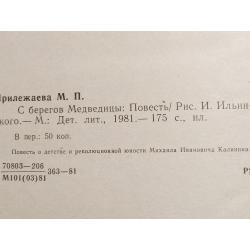 Прилежаева М. П.
С берегов Медведицы: Повесть/ Рис. И. Ильин-
ского.— М.: Дет. лит., 1981.— 175 с., ил.
В пер.: 50 коп.
Повесть о детстве и революционной юности Михаила Ивановича Калинина
70803—206
363—81
М101(03)81